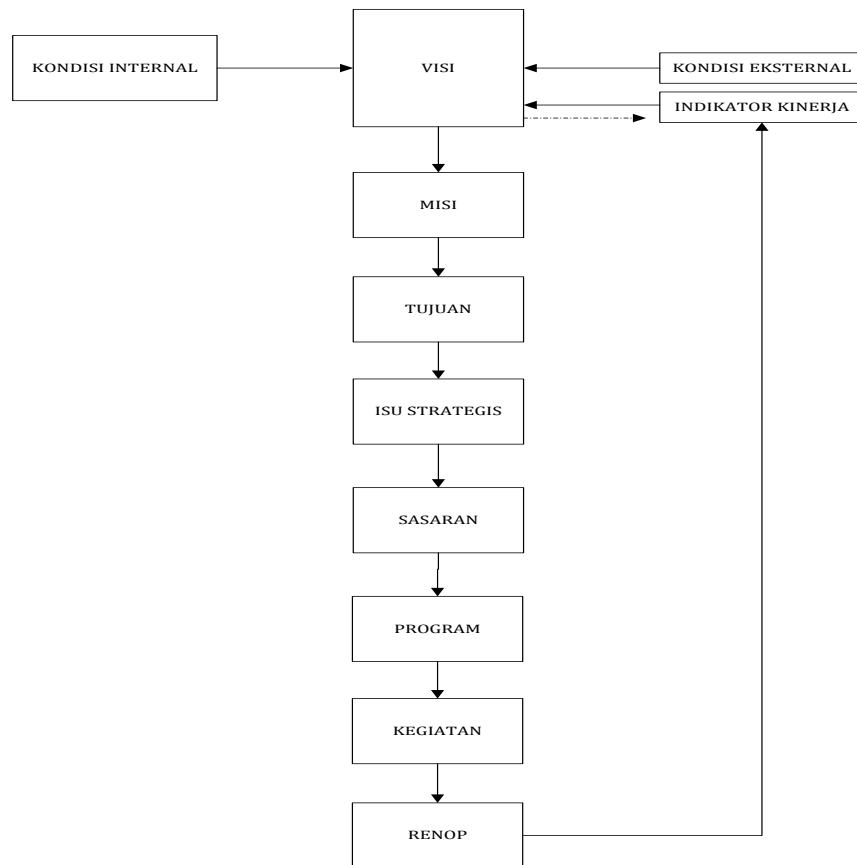 KONDISI INTERNAL
VISI
KONDISI EKSTERNAL
INDIKATOR KINERJA
MISI
TUJUAN
ISU STRATEGIS
SASARAN
PROGRAM
KEGIATAN
RENOP